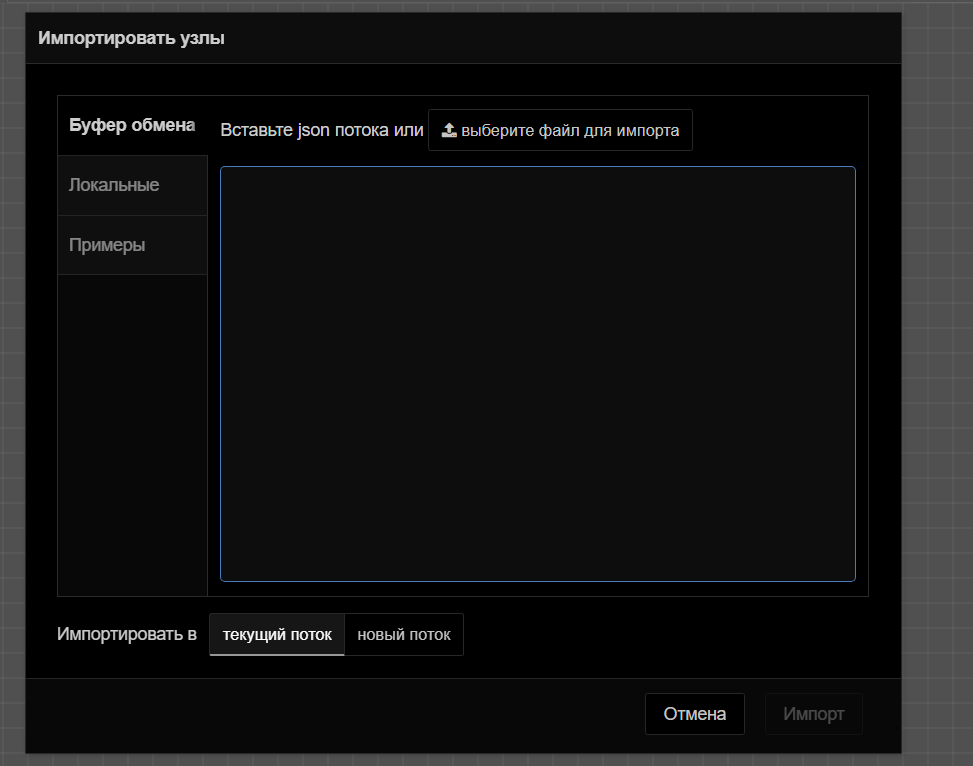 Импортировать узлы
Буфер обмена
Вставьте json потока или выберите файл для импорта
Локальные
Примеры
Импортировать в текущий поток новый поток
Отмена Импорт